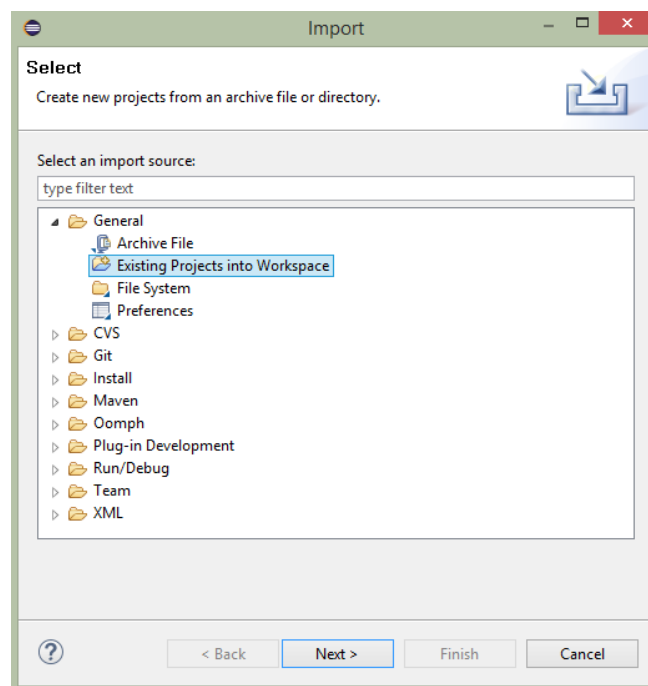 Import
Select
Create new projects from an archive file or directory.
Select an import source:
type filter text
General
Archive File
Existing Projects into Workspace
File System
Preferences
CVS
Git
Install
Maven
Oomph
Plug-in Development
Run/Debug
Team
XML
? < Back Next > Finish Cancel